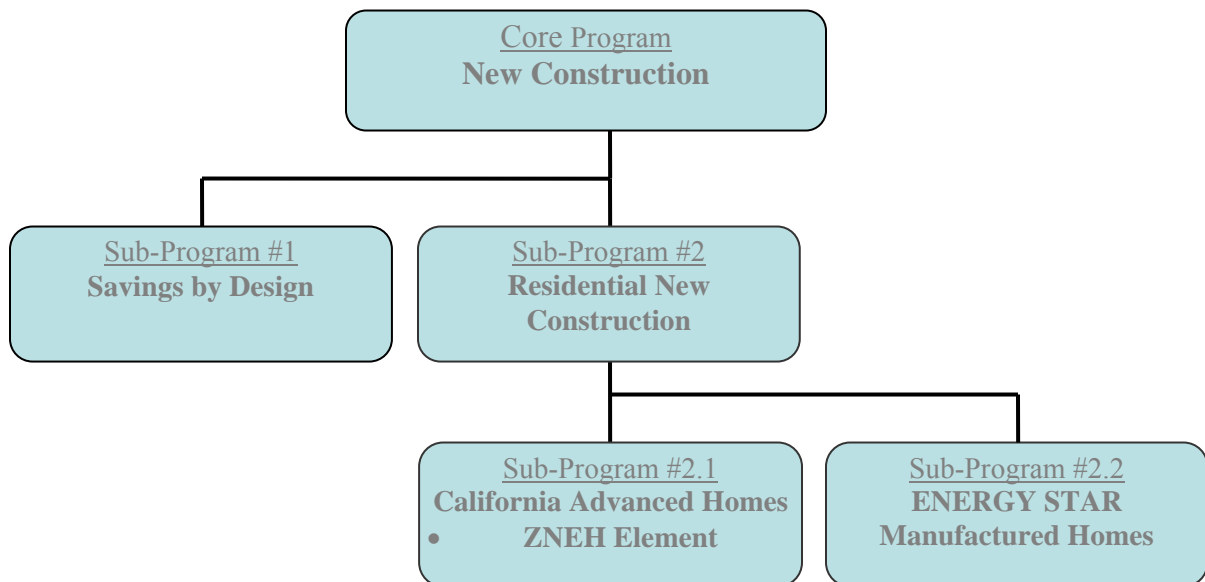 Core Program
New Construction
Sub-Program #1
Savings by Design
Sub-Program #2
Residential New
Construction
Sub-Program #2.1
California Advanced Homes
• ZNEH Element
Sub-Program #2.2
ENERGY STAR
Manufactured Homes